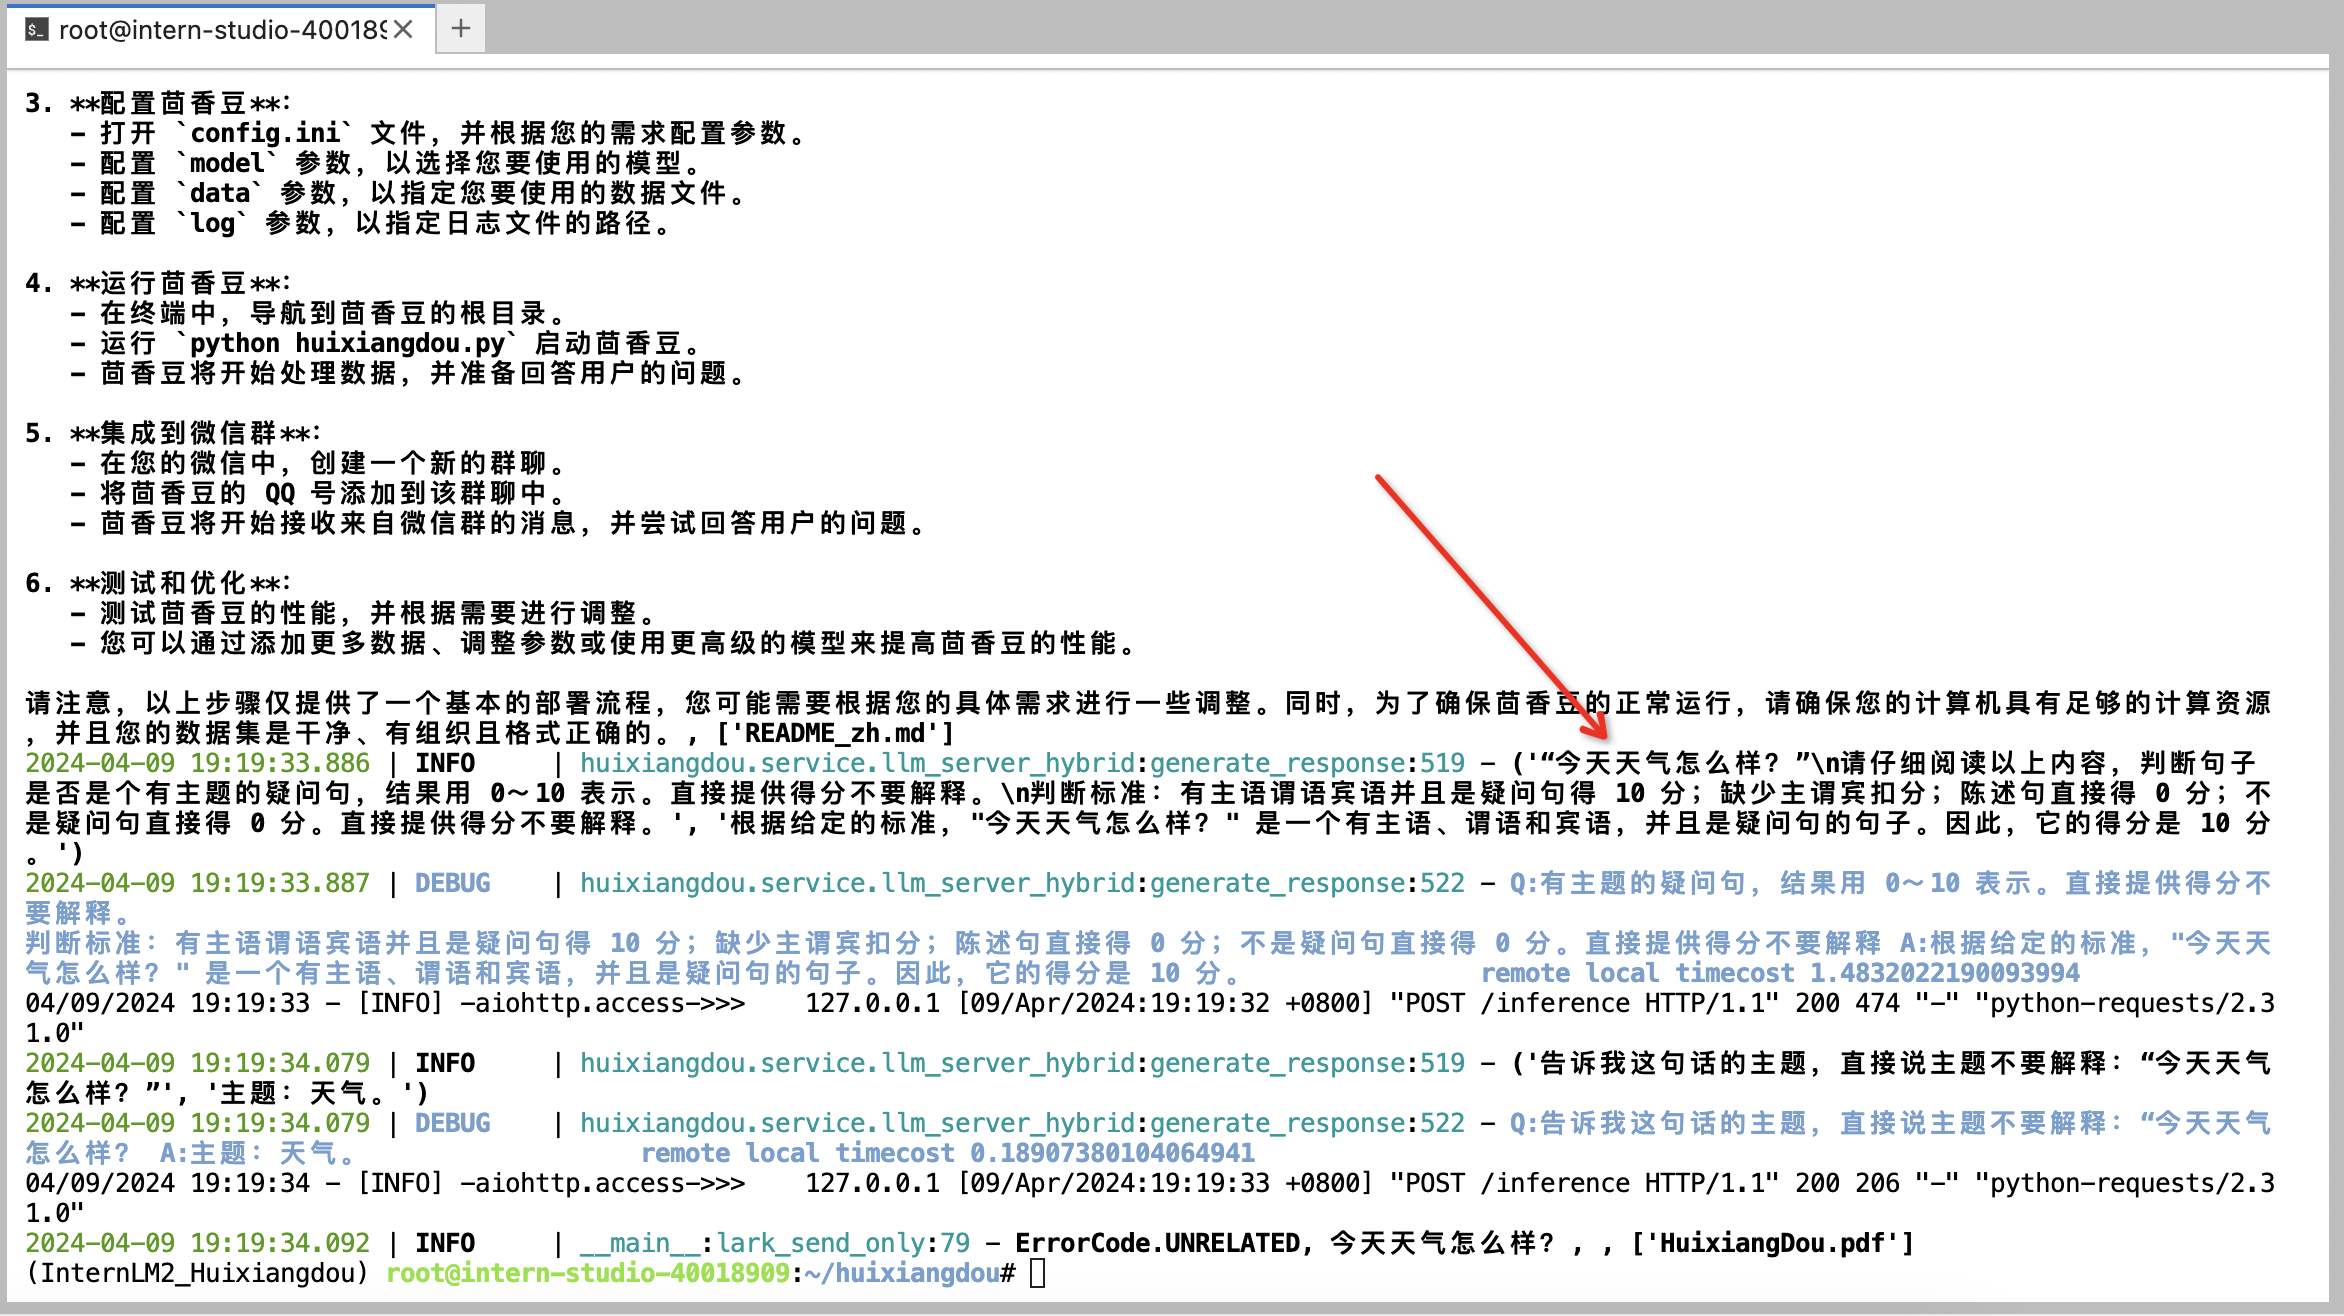 root@intern-studio-400189
3. **配置茴香豆**:
- 打开 `config.ini` 文件，并根据您的需求配置参数。
- 配置 `model` 参数，以选择您要使用的模型。
- 配置 `data` 参数，以指定您要使用的数据文件。
- 配置 `log` 参数，以指定日志文件的路径。
4. **运行茴香豆**:
- 在终端中，导航到茴香豆的根目录。
- 运行 `python huixiangdou.py` 启动茴香豆。
- 茴香豆将开始处理数据，并准备回答用户的问题。
5. **集成到微信群**:
- 在您的微信中，创建一个新的群聊。
- 将茴香豆的 QQ 号添加到该群聊中。
- 茴香豆将开始接收来自微信群的消息，并尝试回答用户的问题。
6. **测试和优化**:
- 测试茴香豆的性能，并根据需要进行调整。
- 您可以通过添加更多数据、调整参数或使用更高级的模型来提高茴香豆的性能。
请注意，以上步骤仅提供了一个基本的部署流程，您可能需要根据您的具体需求进行一些调整。同时，为了确保茴香豆的正常运行，请确保您的计算机具有足够的计算资源
，并且您的数据集是干净、有组织且格式正确的。, ['README_zh.md']
2024-04-09 19:19:33.886 | INFO     | huixiangdou.service.llm_server_hybrid:generate_response:519 - ('“今天天气怎么样？”\n请仔细阅读以上内容，判断句子
是否是个有主题的疑问句，结果用 0～10 表示。直接提供得分不要解释。\n判断标准：有主语谓语宾语并且是疑问句得 10 分；缺少主谓宾扣分；陈述句直接得 0 分；不
是疑问句直接得 0 分。直接提供得分不要解释。', '根据给定的标准，"今天天气怎么样？" 是一个有主语、谓语和宾语，并且是疑问句的句子。因此，它的得分是 10 分
。')
2024-04-09 19:19:33.887 | DEBUG    | huixiangdou.service.llm_server_hybrid:generate_response:522 - Q:有主题的疑问句，结果用 0～10 表示。直接提供得分不
要解释。
判断标准：有主语谓语宾语并且是疑问句得 10 分；缺少主谓宾扣分；陈述句直接得 0 分；不是疑问句直接得 0 分。直接提供得分不要解释 A:根据给定的标准，"今天天
气怎么样？" 是一个有主语、谓语和宾语，并且是疑问句的句子。因此，它的得分是 10 分。 remote local timecost 1.4832022190093994
04/09/2024 19:19:33 - [INFO] -aiohttp.access->>>    127.0.0.1 [09/Apr/2024:19:19:32 +0800] "POST /inference HTTP/1.1" 200 474 "-" "python-requests/2.3
1.0"
2024-04-09 19:19:34.079 | INFO     | huixiangdou.service.llm_server_hybrid:generate_response:519 - ('告诉我这句话的主题，直接说主题不要解释：“今天天气
怎么样？”', '主题：天气。')
2024-04-09 19:19:34.079 | DEBUG    | huixiangdou.service.llm_server_hybrid:generate_response:522 - Q:告诉我这句话的主题，直接说主题不要解释：“今天天气
怎么样？ A:主题：天气。 remote local timecost 0.18907380104064941
04/09/2024 19:19:34 - [INFO] -aiohttp.access->>>    127.0.0.1 [09/Apr/2024:19:19:33 +0800] "POST /inference HTTP/1.1" 200 206 "-" "python-requests/2.3
1.0"
2024-04-09 19:19:34.092 | INFO     | __main__:lark_send_only:79 - ErrorCode.UNRELATED, 今天天气怎么样？, , ['HuixiangDou.pdf']
(InternLM2_Huixiangdou) root@intern-studio-40018909:~/huixiangdou#